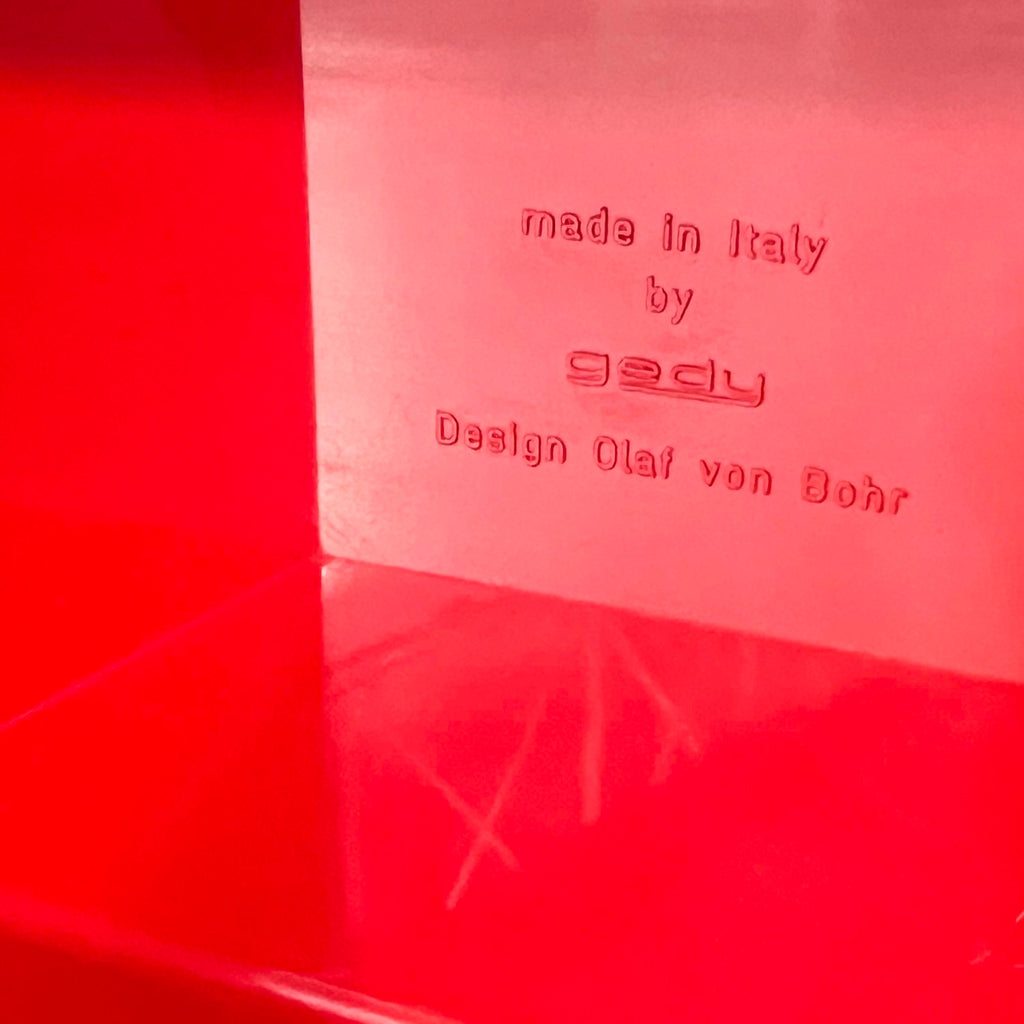 made in Italy
by
gedy
Design Olaf von Bohr